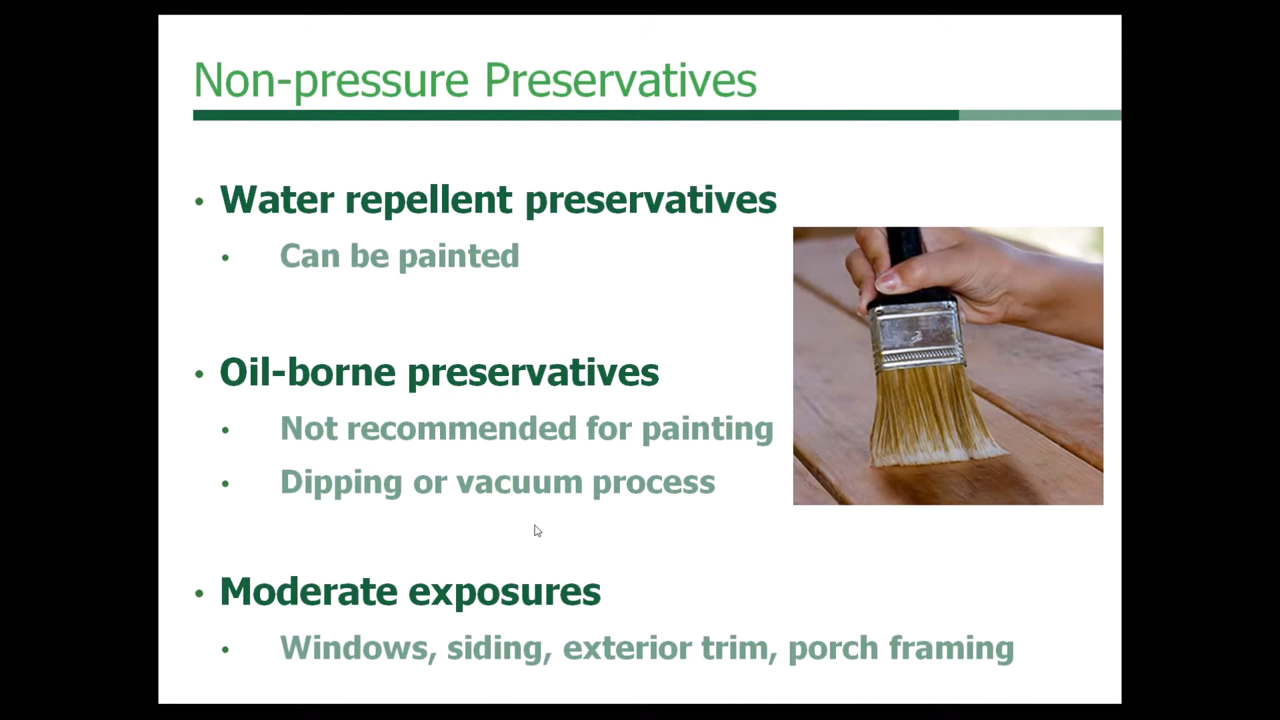 Non-pressure Preservatives
• Water repellent preservatives
• Can be painted
• Oil-borne preservatives
• Not recommended for painting
• Dipping or vacuum process
• Moderate exposures
• Windows, siding, exterior trim, porch framing